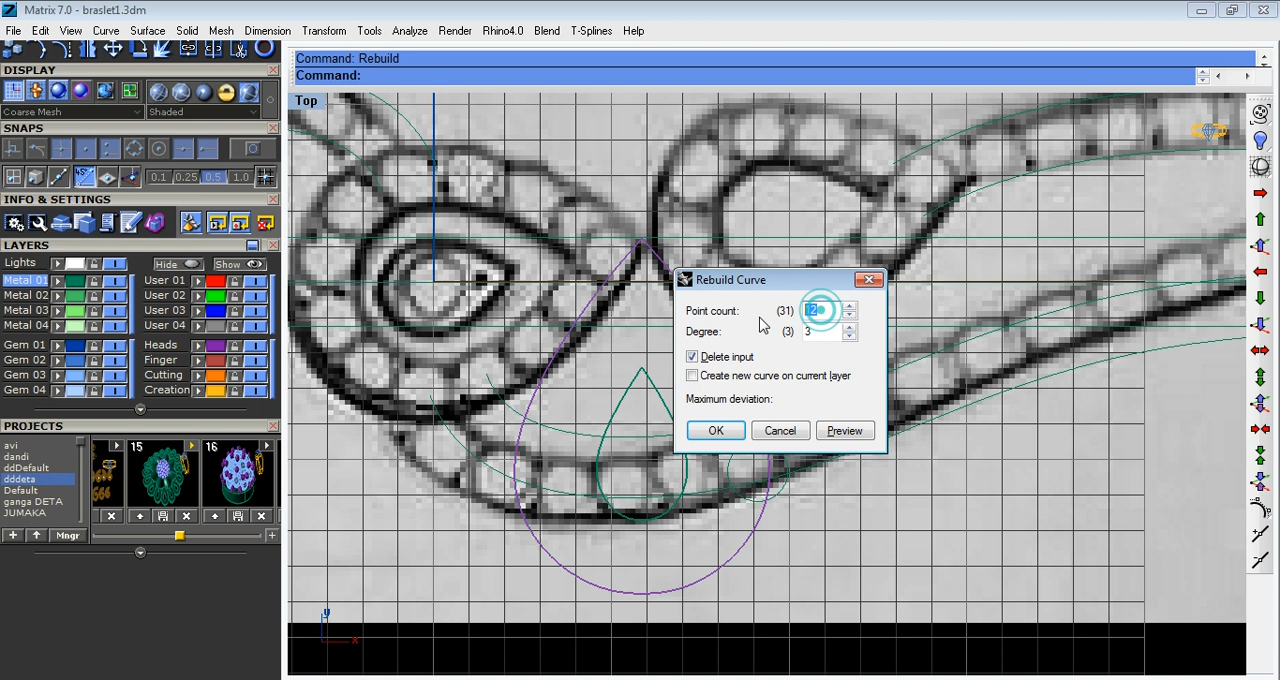 Matrix 7.0 - braslet1.3dm
File Edit View Curve Surface Solid Mesh Dimension Transform Tools Analyze Render Rhino4.0 Blend T-Splines Help
Command: Rebuild
Command:
DISPLAY
Coarse Mesh Shaded
SNAPS
0.1 0.25 0.5 1.0
INFO & SETTINGS
LAYERS
Lights Hide Show
Metal 01 User 01
Metal 02 User 02
Metal 03 User 03
Metal 04 User 04
Gem 01 Heads
Gem 02 Finger
Gem 03 Cutting
Gem 04 Creation
PROJECTS
avi
dandi
ddDefault
dddeta
Default
ganga DETA
JUMAKA
Mngr
15 16
666
Top
Rebuild Curve
Point count: (31) 12
Degree: (3) 3
Delete input
Create new curve on current layer
Maximum deviation:
OK Cancel Preview
y
x